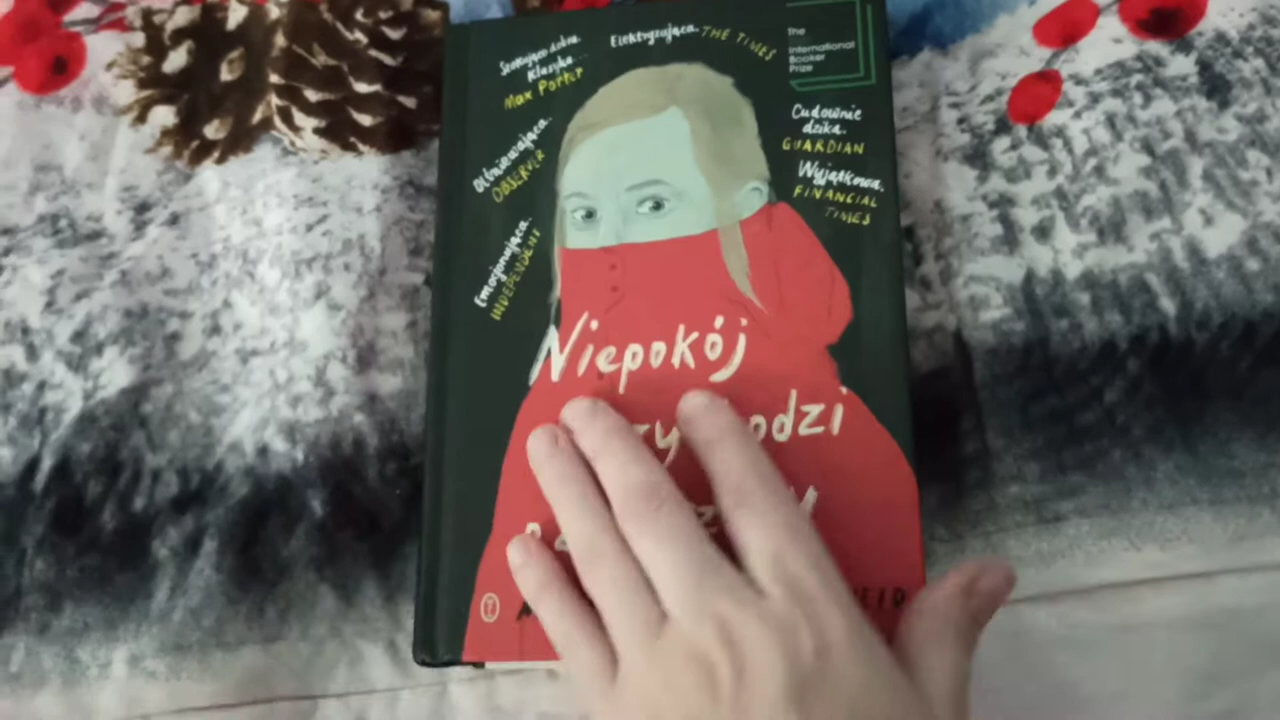 Szokująco dobra.
Klasyka.
Max Porter
Elektryzująca. THE TIMES
The
International
Booker
Prize
Olśniewająca.
OBSERVER
Cudownie
dzika.
GUARDIAN
Wyjątkowa.
FINANCIAL
TIMES
Emocjonująca.
INDEPENDENT
Niepokój
odzi